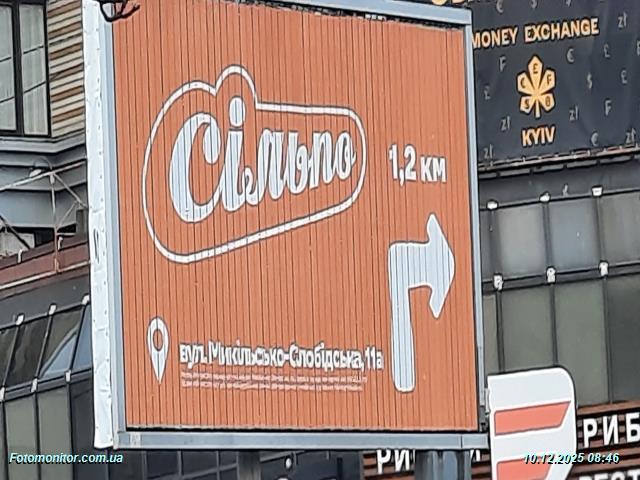 MONEY EXCHANGE
KYIV
Сільпо
1,2 км
вул. Микільсько-Слобідська, 11а
РИБ
Fotomonitor.com.ua
10.12.2025 08:46